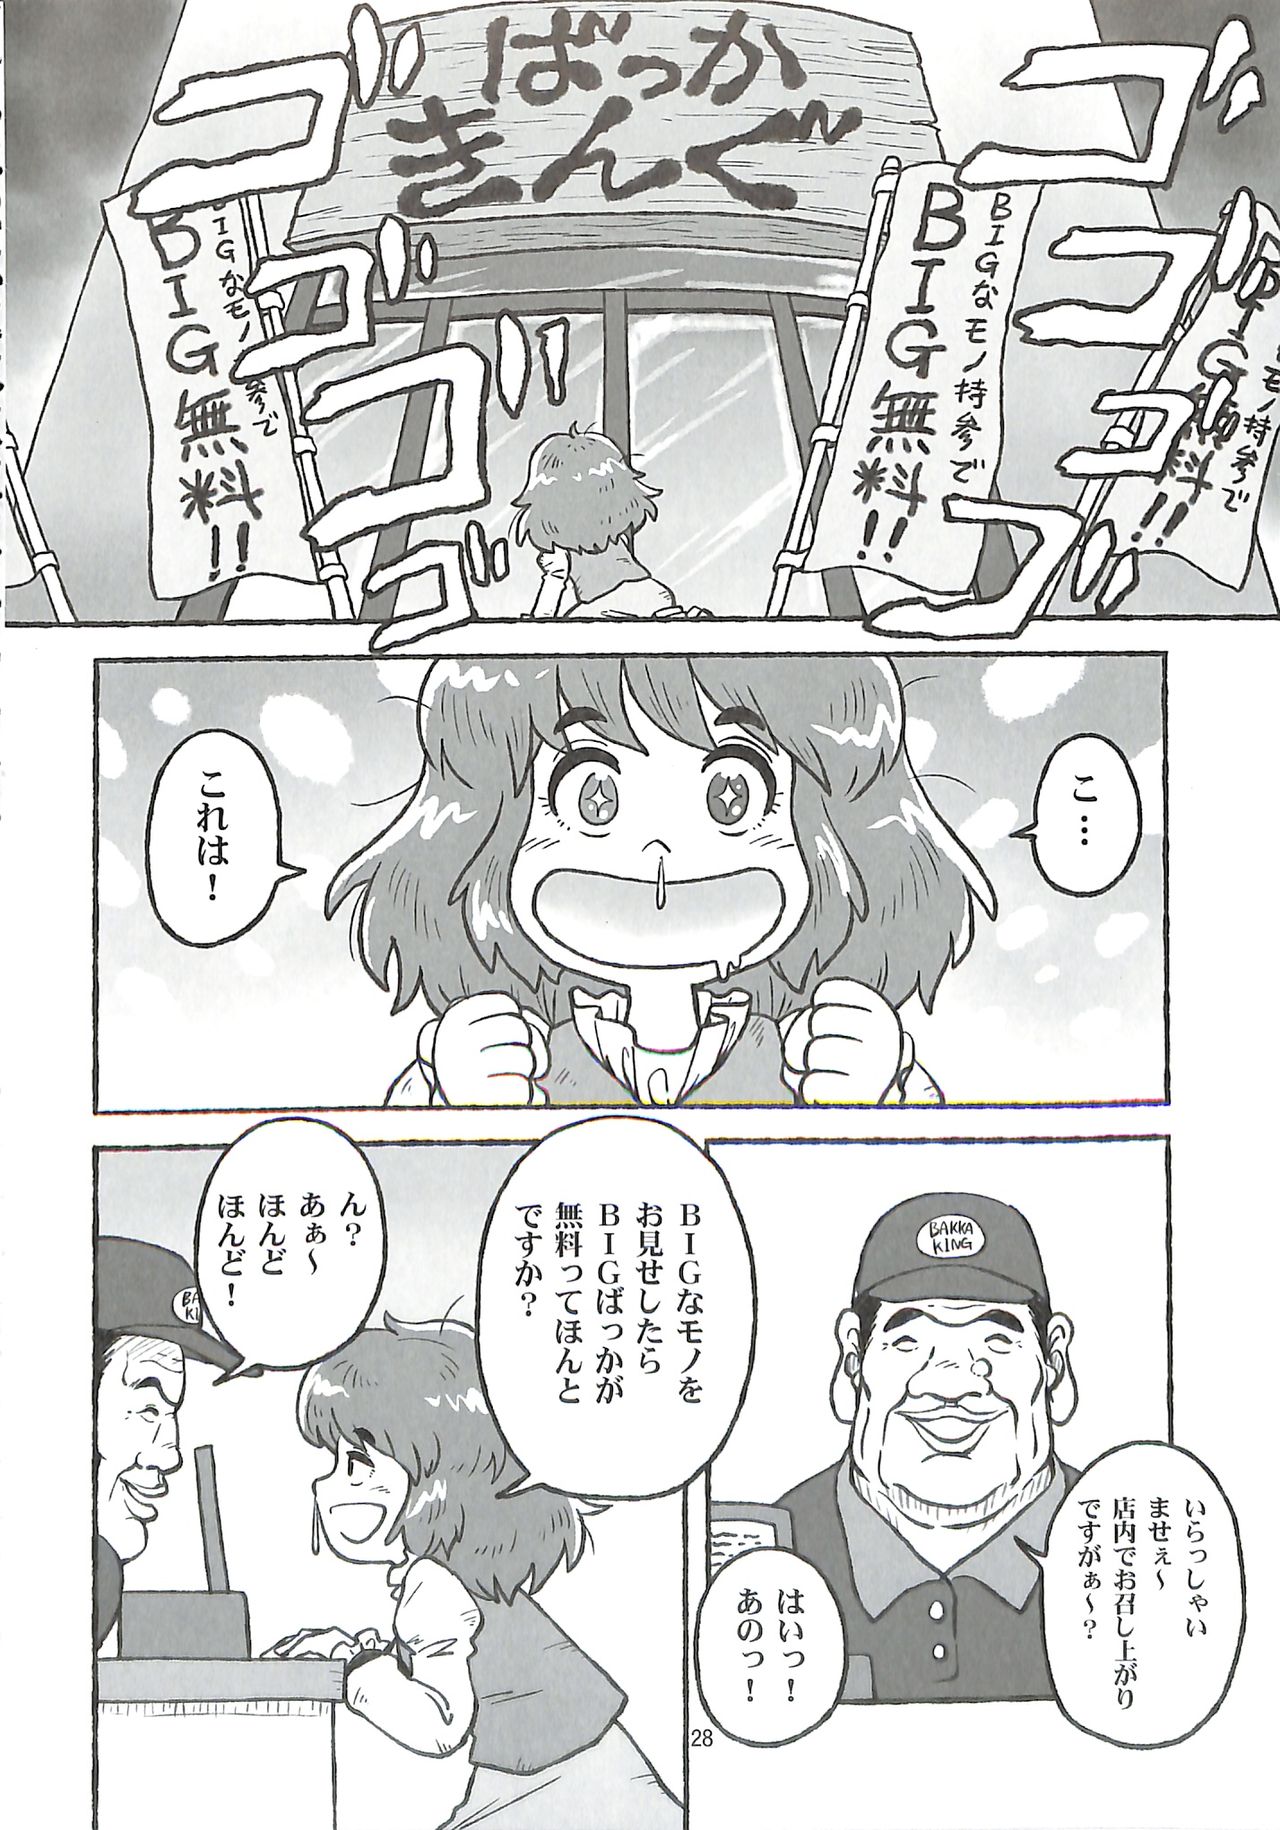 ばっか
きんぐ
ゴゴゴゴ
ゴゴゴゴ
BIGなモノ持参で
BIG無料!!
BIGなモノ持参で
BIG無料!!
モノ持参で
BIG無料!!
こ…
これは!
いらっしゃい
ませぇ〜
店内でお召し上がり
ですがぁ〜?
BAKKA
KING
はいっ!
あのっ!
BIGなモノを
お見せしたら
BIGばっかが
無料ってほんと
ですか?
ん?
あぁ〜
ほんど
ほんど!
BA
KI
28